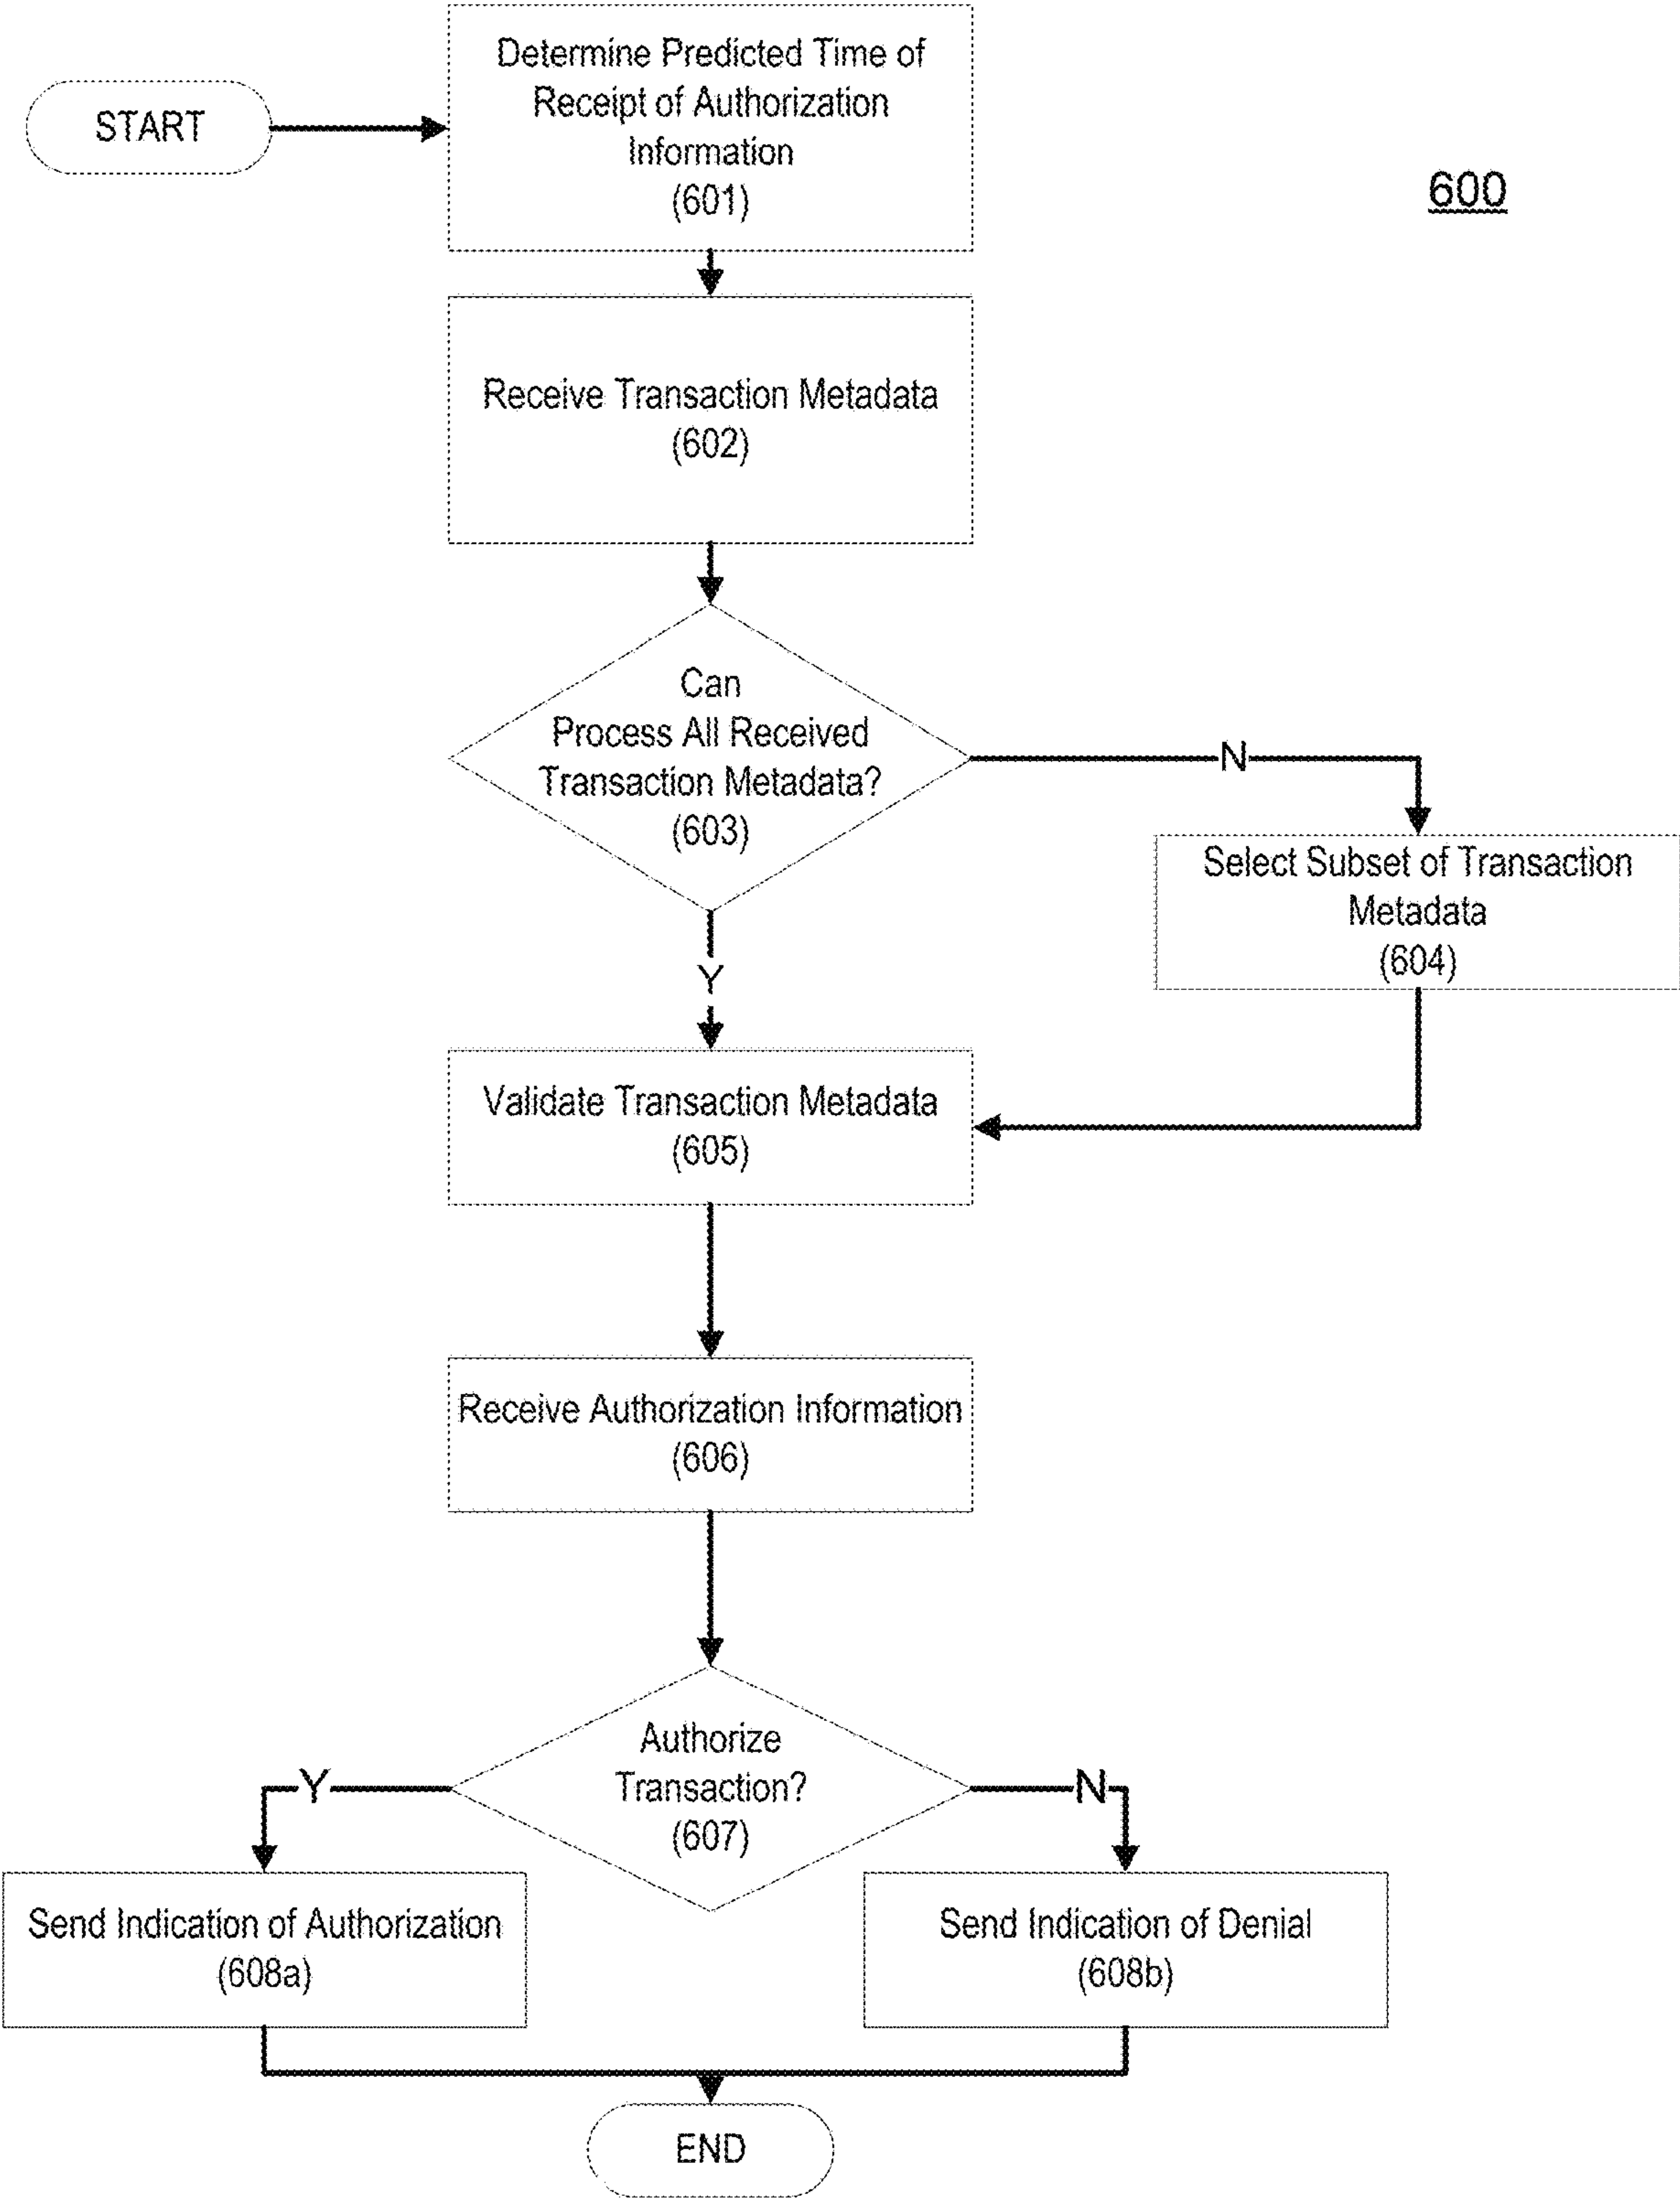 START
Determine Predicted Time of
Receipt of Authorization
Information
(601)
600
Receive Transaction Metadata
(602)
Can
Process All Received
Transaction Metadata?
(603)
N
Select Subset of Transaction
Metadata
(604)
Y
Validate Transaction Metadata
(605)
Receive Authorization Information
(606)
Authorize
Transaction?
(607)
Y
N
Send Indication of Authorization
(608a)
Send Indication of Denial
(608b)
END